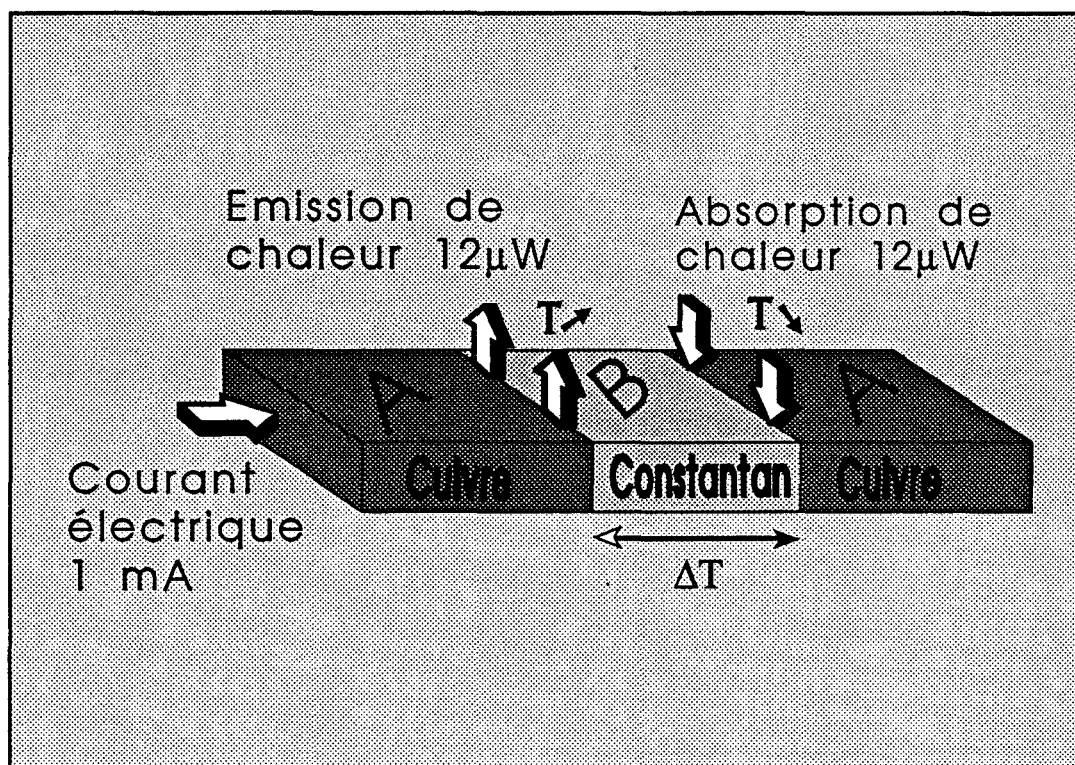 Emission de
chaleur 12µW
Absorption de
chaleur 12µW
T
T
A
B
A
Cuivre
Constantan
Cuivre
Courant
électrique
1 mA
ΔT